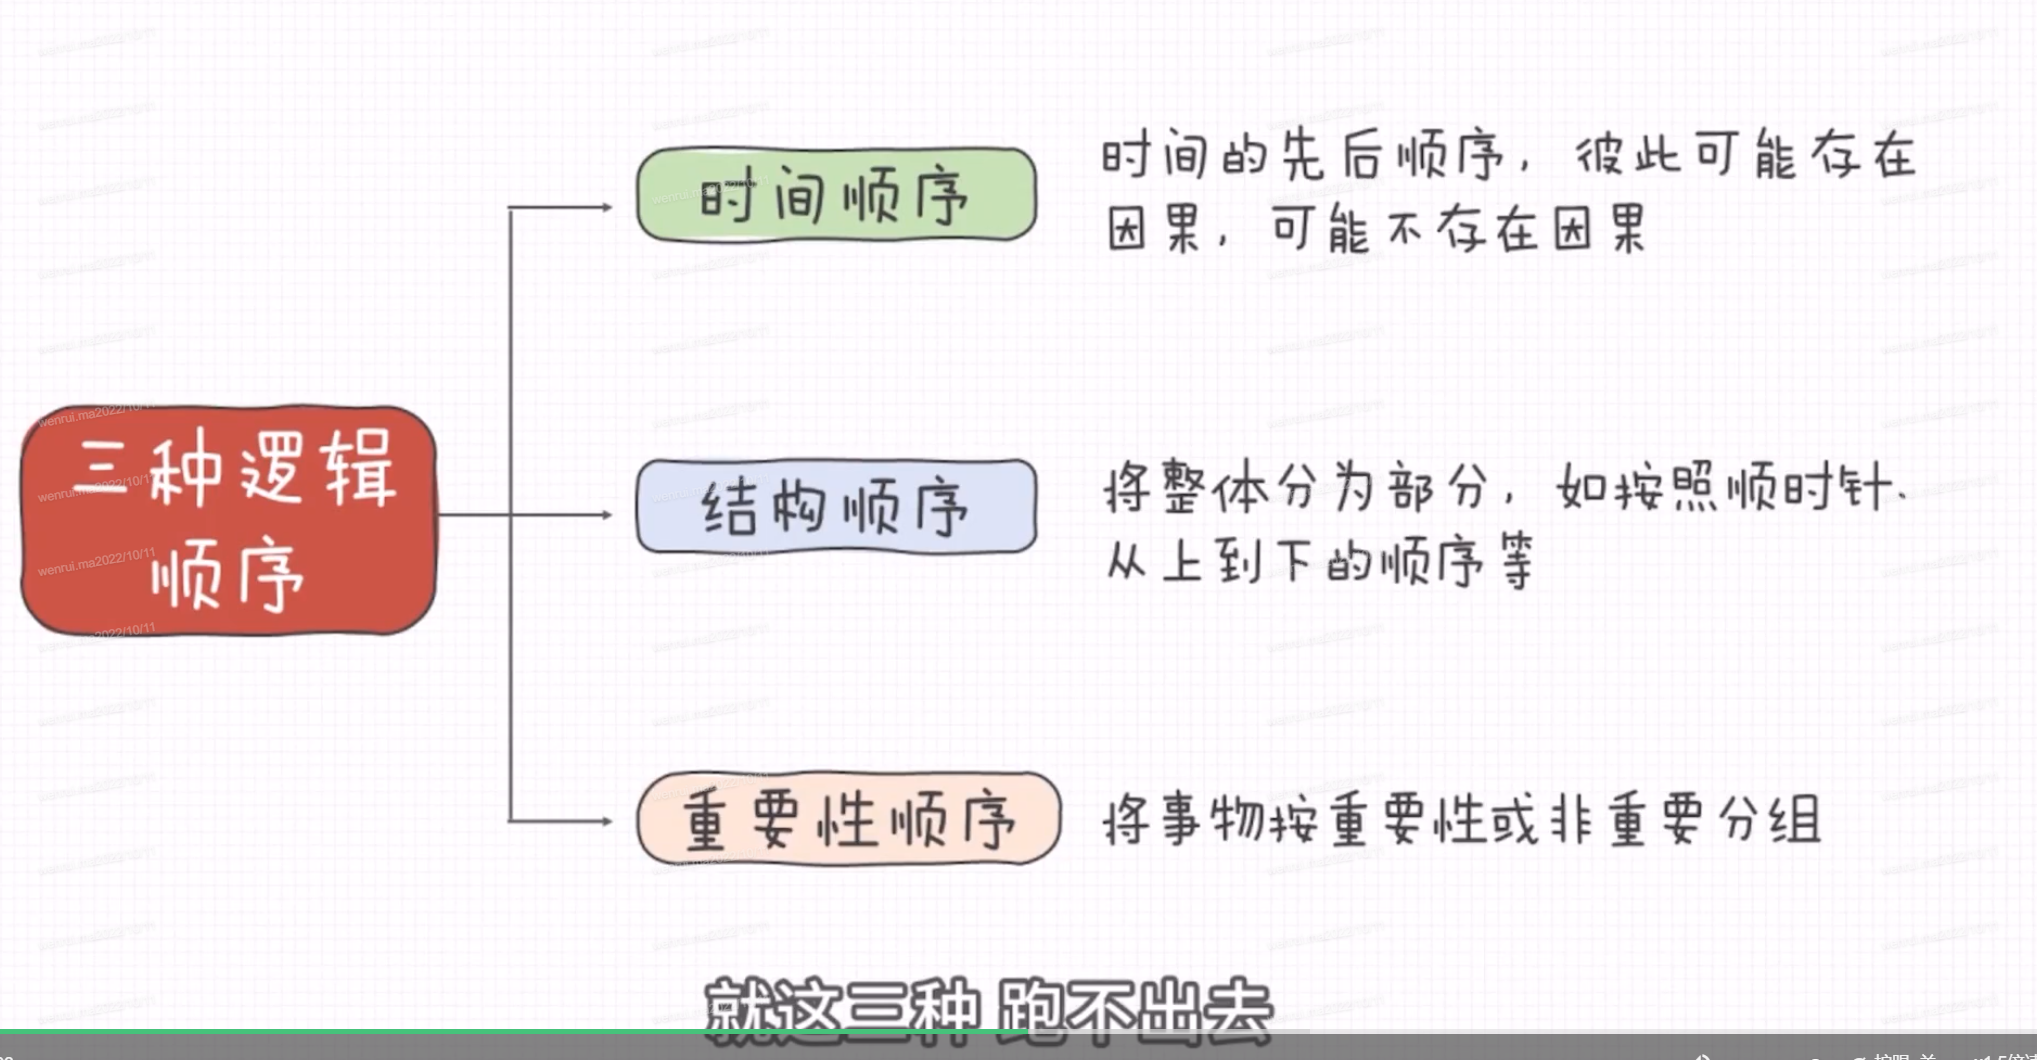 三种逻辑
顺序
时间顺序
时间的先后顺序，彼此可能存在
因果，可能不存在因果
结构顺序
将整体分为部分，如按照顺时针、
从上到下的顺序等
重要性顺序
将事物按重要性或非重要分组
就这三种 跑不出去
wenrui.ma2022/10/11